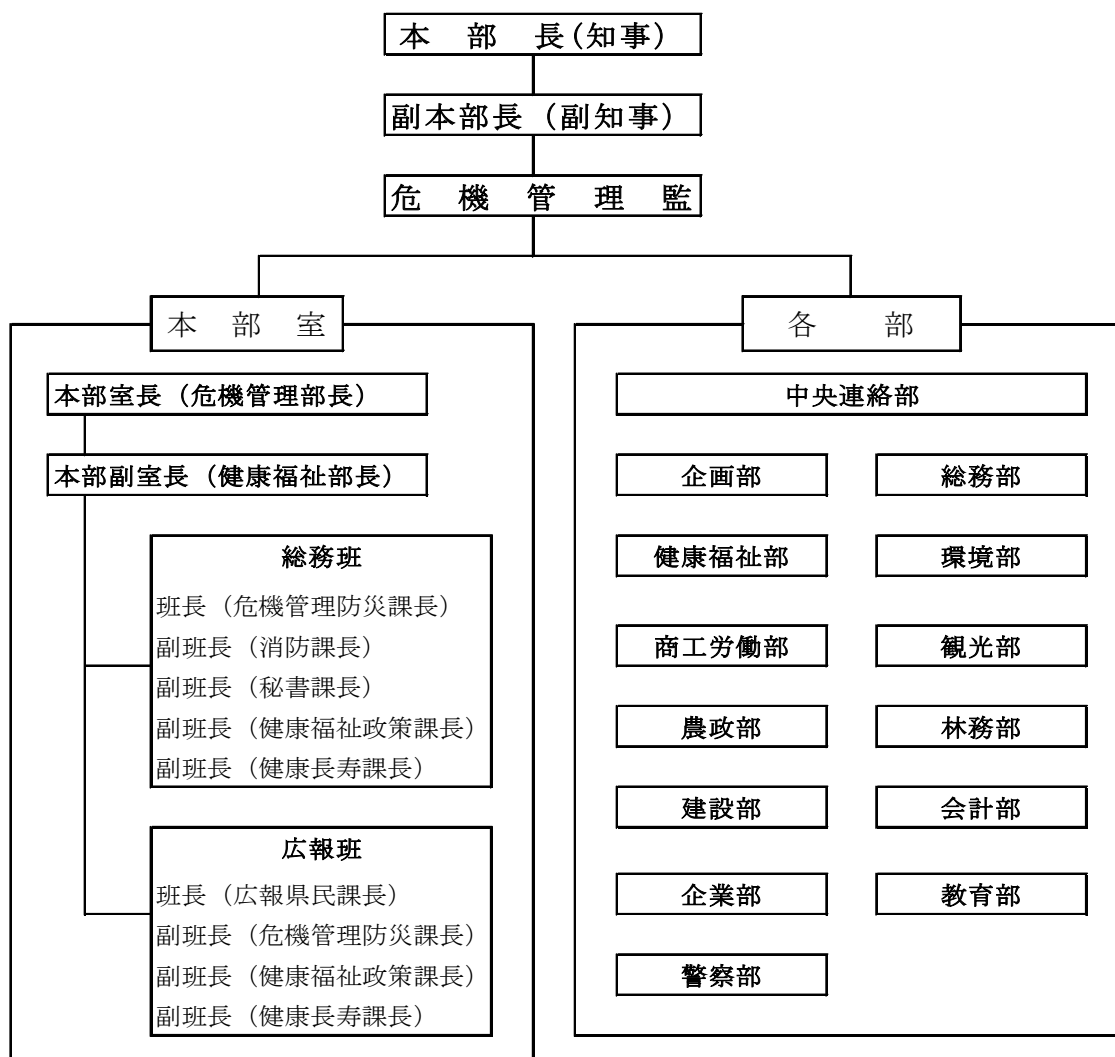 本部長(知事)
副本部長(副知事)
危機管理監
本部室
本部室長(危機管理部長)
本部副室長(健康福祉部長)
総務班
班長(危機管理防災課長)
副班長(消防課長)
副班長(秘書課長)
副班長(健康福祉政策課長)
副班長(健康長寿課長)
広報班
班長(広報県民課長)
副班長(危機管理防災課長)
副班長(健康福祉政策課長)
副班長(健康長寿課長)
各部
中央連絡部
企画部
総務部
健康福祉部
環境部
商工労働部
観光部
農政部
林務部
建設部
会計部
企業部
教育部
警察部